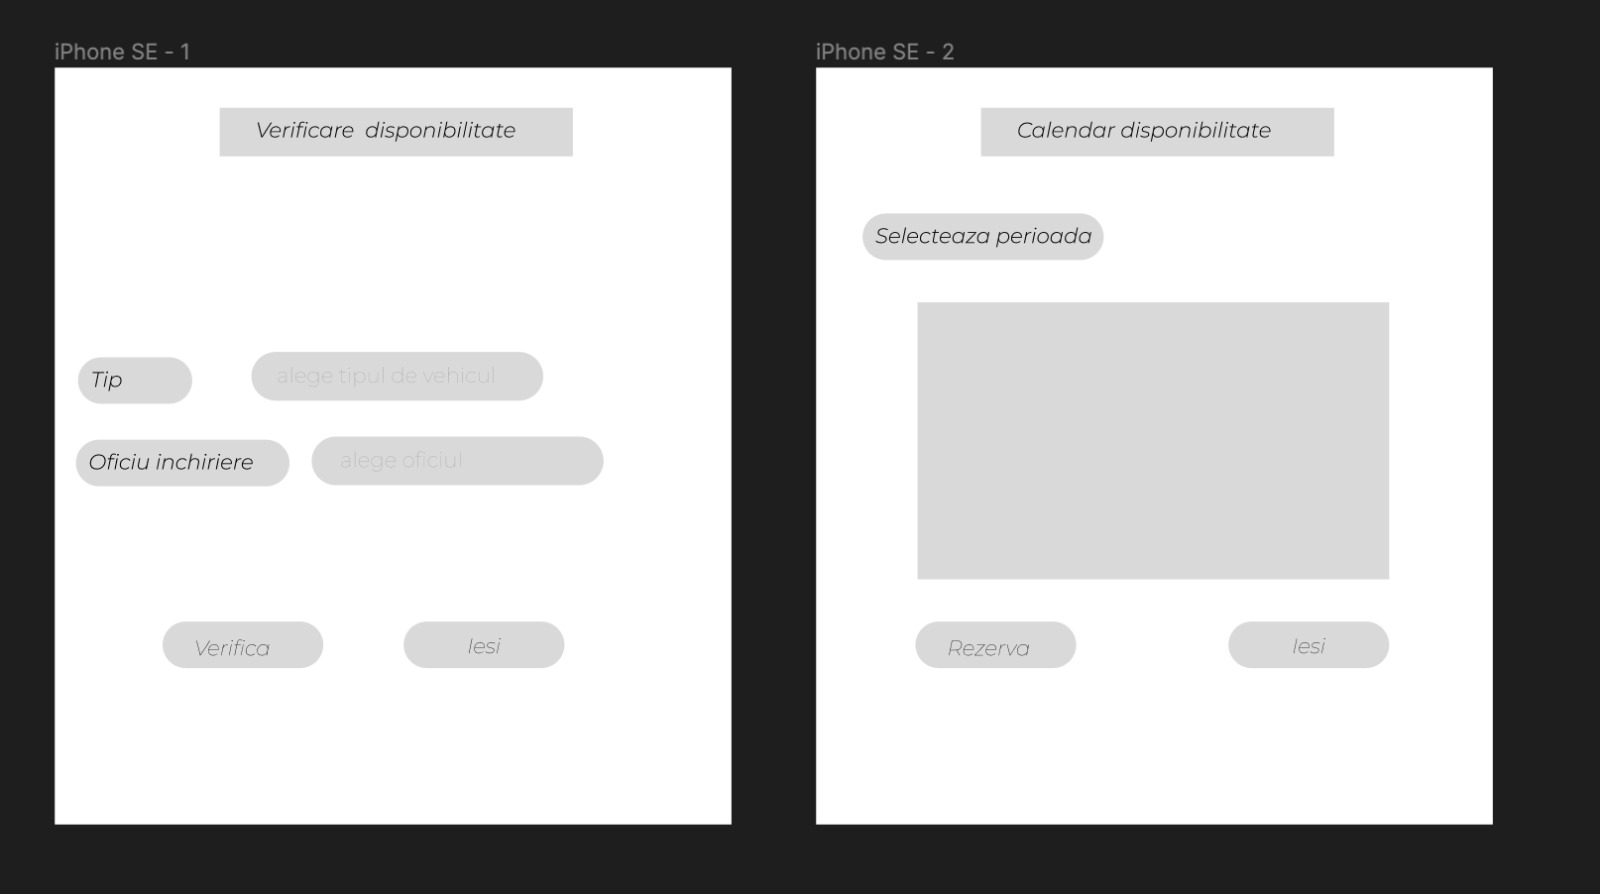 iPhone SE - 1
Verificare  disponibilitate
Tip
alege tipul de vehicul
Oficiu inchiriere
alege oficiul
Verifica
Iesi
iPhone SE - 2
Calendar disponibilitate
Selecteaza perioada
Rezerva
Iesi